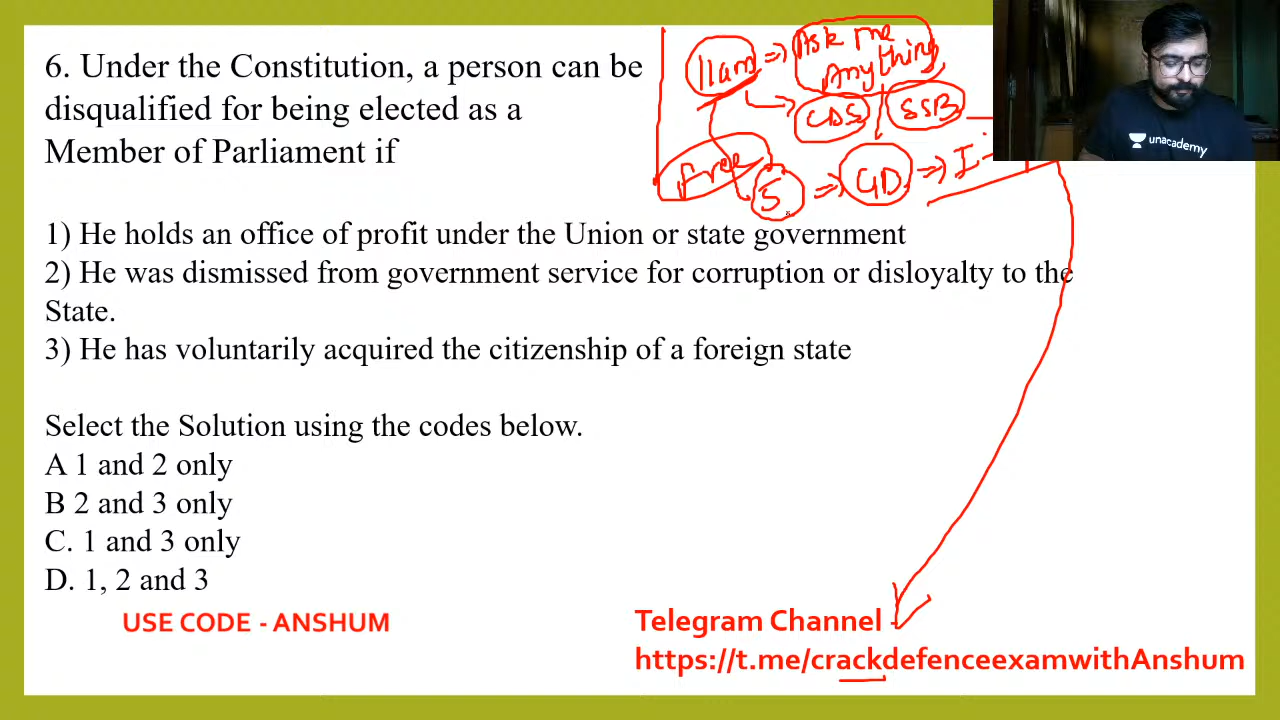 6. Under the Constitution, a person can be
disqualified for being elected as a
Member of Parliament if
11am => Ask me
Anything
CDS
SSB
Free
5 => GD =>
unacademy
1) He holds an office of profit under the Union or state government
2) He was dismissed from government service for corruption or disloyalty to the
State.
3) He has voluntarily acquired the citizenship of a foreign state
Select the Solution using the codes below.
A 1 and 2 only
B 2 and 3 only
C. 1 and 3 only
D. 1, 2 and 3
USE CODE - ANSHUM
Telegram Channel -
https://t.me/crackdefenceexamwithAnshum